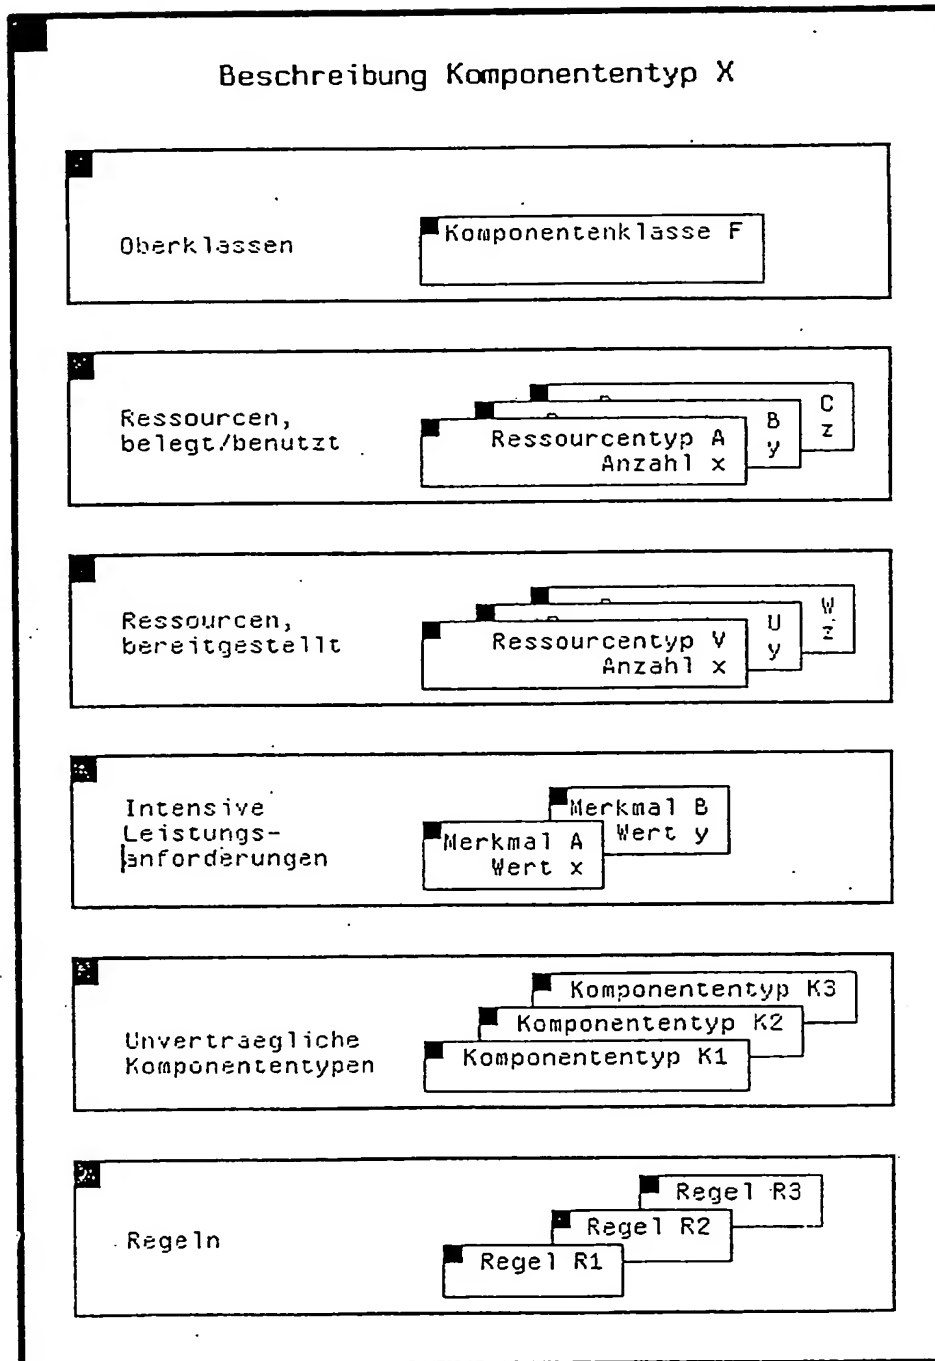 Beschreibung Komponententyp X
Oberklassen
Komponentenklasse F
Ressourcen,
belegt/benutzt
Ressourcentyp A
Anzahl x
B
y
C
z
Ressourcen,
bereitgestellt
Ressourcentyp V
Anzahl x
U
y
W
z
Intensive
Leistungs-
anforderungen
Merkmal A
Wert x
Merkmal B
Wert y
Unvertraegliche
Komponententypen
Komponententyp K1
Komponententyp K2
Komponententyp K3
Regeln
Regel R1
Regel R2
Regel R3